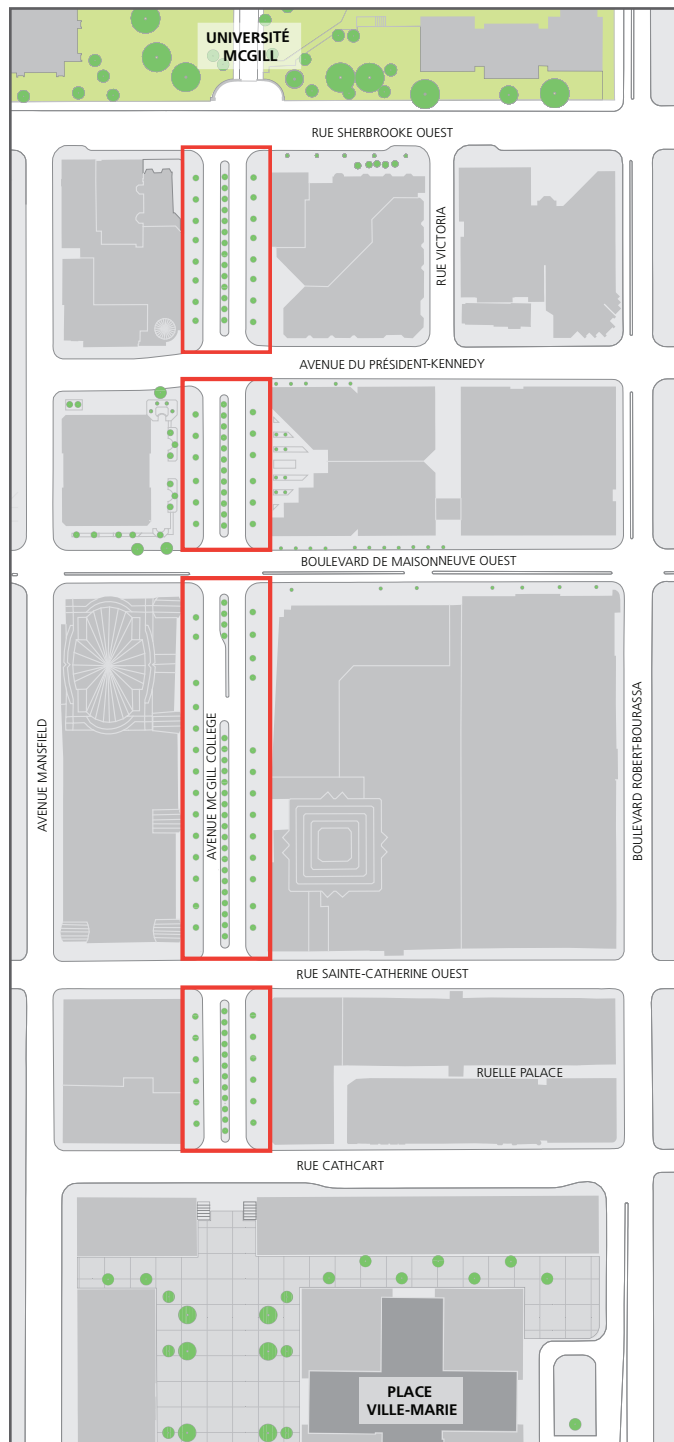 UNIVERSITÉ
MCGILL
RUE SHERBROOKE OUEST
RUE VICTORIA
AVENUE DU PRÉSIDENT-KENNEDY
BOULEVARD DE MAISONNEUVE OUEST
AVENUE MANSFIELD
AVENUE MCGILL COLLEGE
BOULEVARD ROBERT-BOURASSA
RUE SAINTE-CATHERINE OUEST
RUELLE PALACE
RUE CATHCART
PLACE
VILLE-MARIE